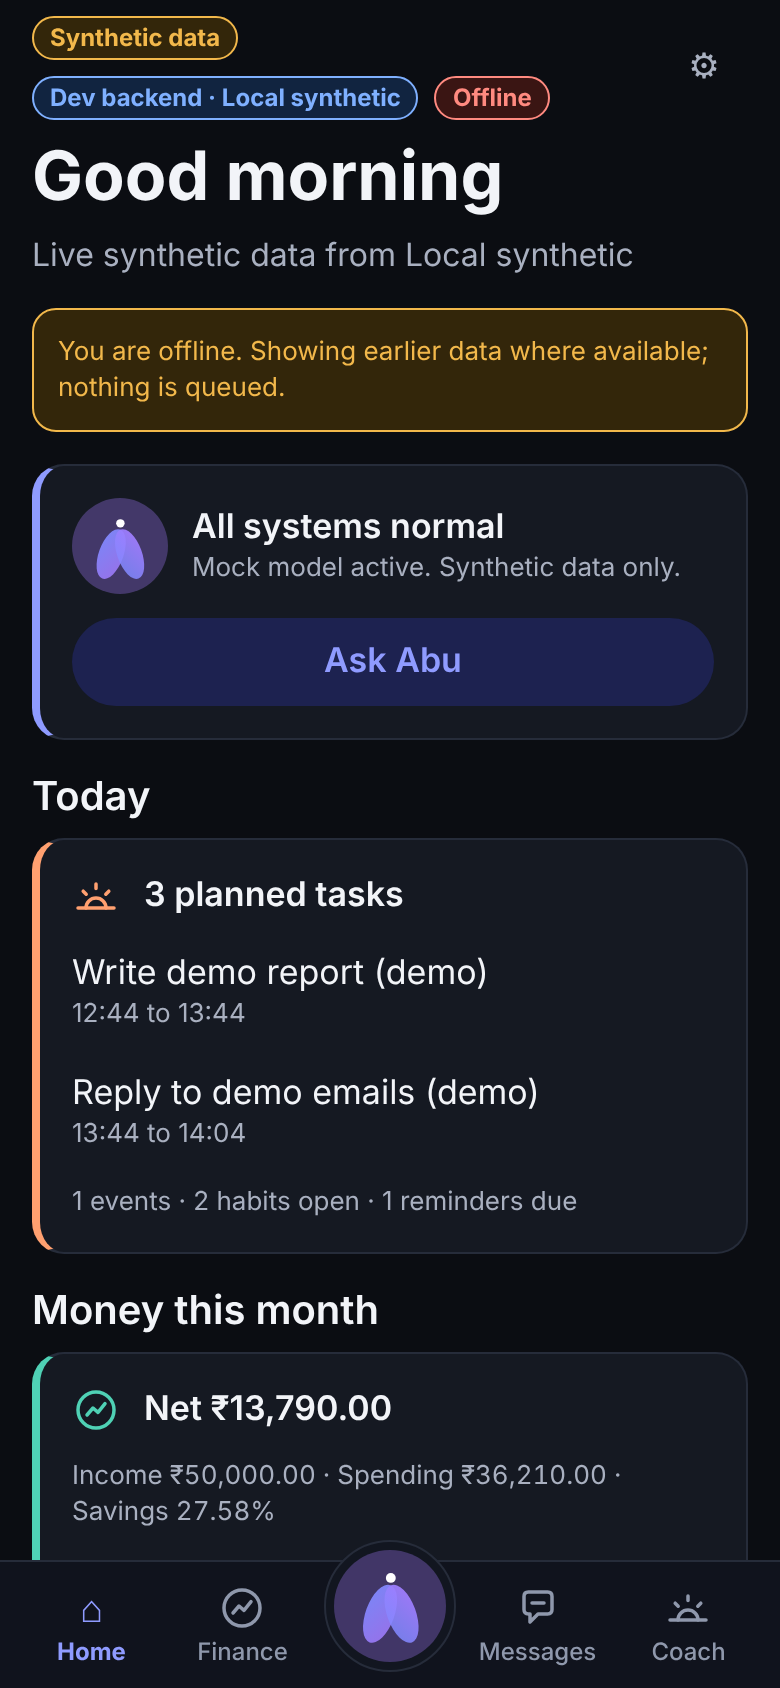 Synthetic data
Dev backend · Local synthetic
Offline
Good morning
Live synthetic data from Local synthetic
You are offline. Showing earlier data where available;
nothing is queued.
All systems normal
Mock model active. Synthetic data only.
Ask Abu
Today
3 planned tasks
Write demo report (demo)
12:44 to 13:44
Reply to demo emails (demo)
13:44 to 14:04
1 events · 2 habits open · 1 reminders due
Money this month
Net ₹13,790.00
Income ₹50,000.00 · Spending ₹36,210.00 ·
Savings 27.58%
Home
Finance
Messages
Coach